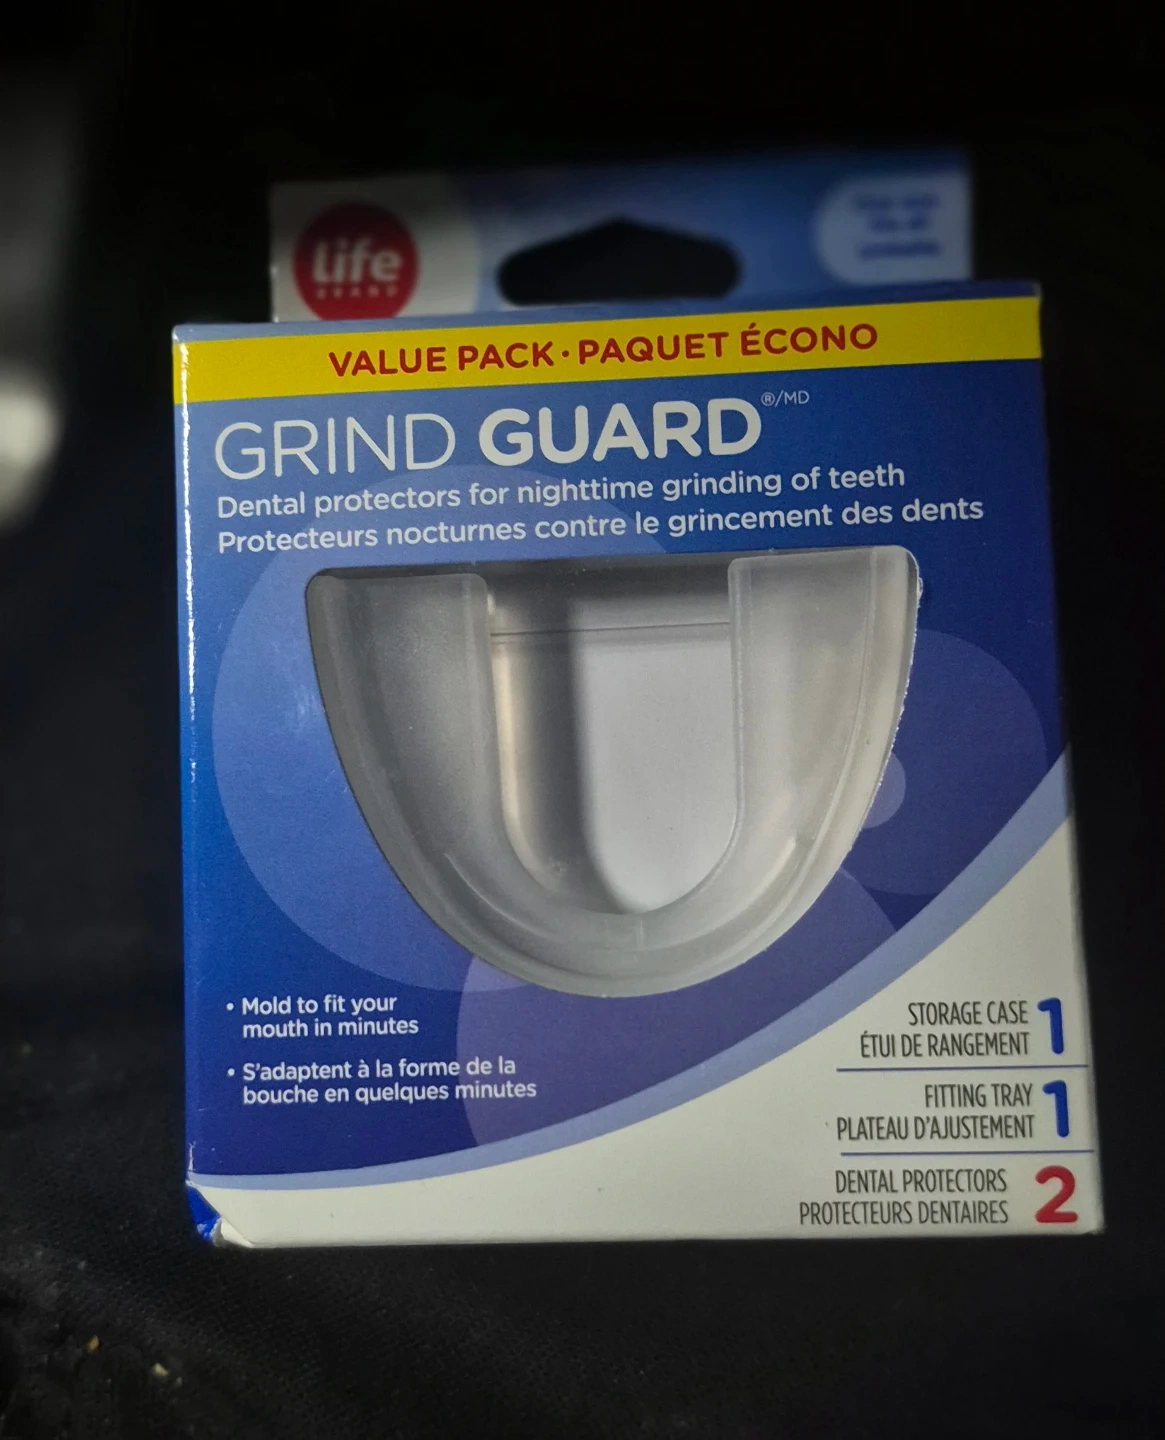 life
BRAND
VALUE PACK · PAQUET ÉCONO
GRIND GUARD®/MD
Dental protectors for nighttime grinding of teeth
Protecteurs nocturnes contre le grincement des dents
• Mold to fit your
mouth in minutes
• S'adaptent à la forme de la
bouche en quelques minutes
STORAGE CASE
ÉTUI DE RANGEMENT
1
FITTING TRAY
PLATEAU D'AJUSTEMENT
1
DENTAL PROTECTORS
PROTECTEURS DENTAIRES
2